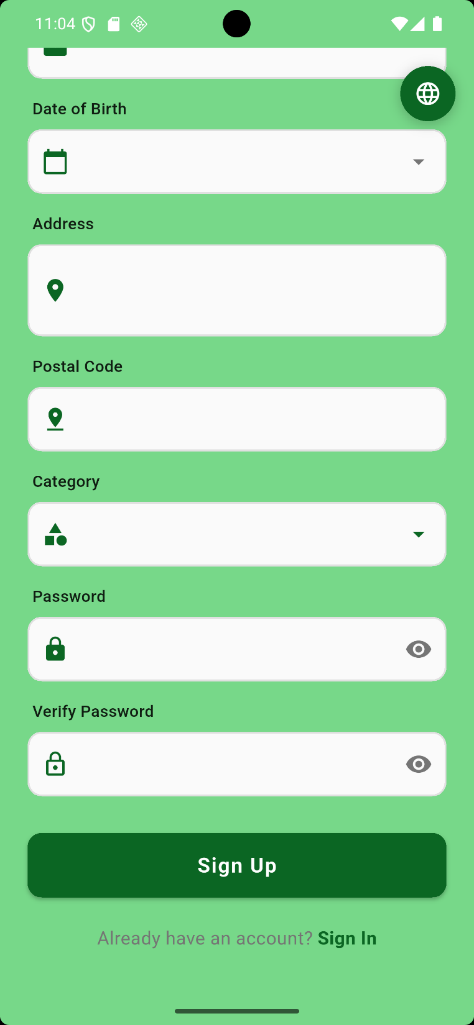 11:04
Date of Birth
Address
Postal Code
Category
Password
Verify Password
Sign Up
Already have an account? Sign In